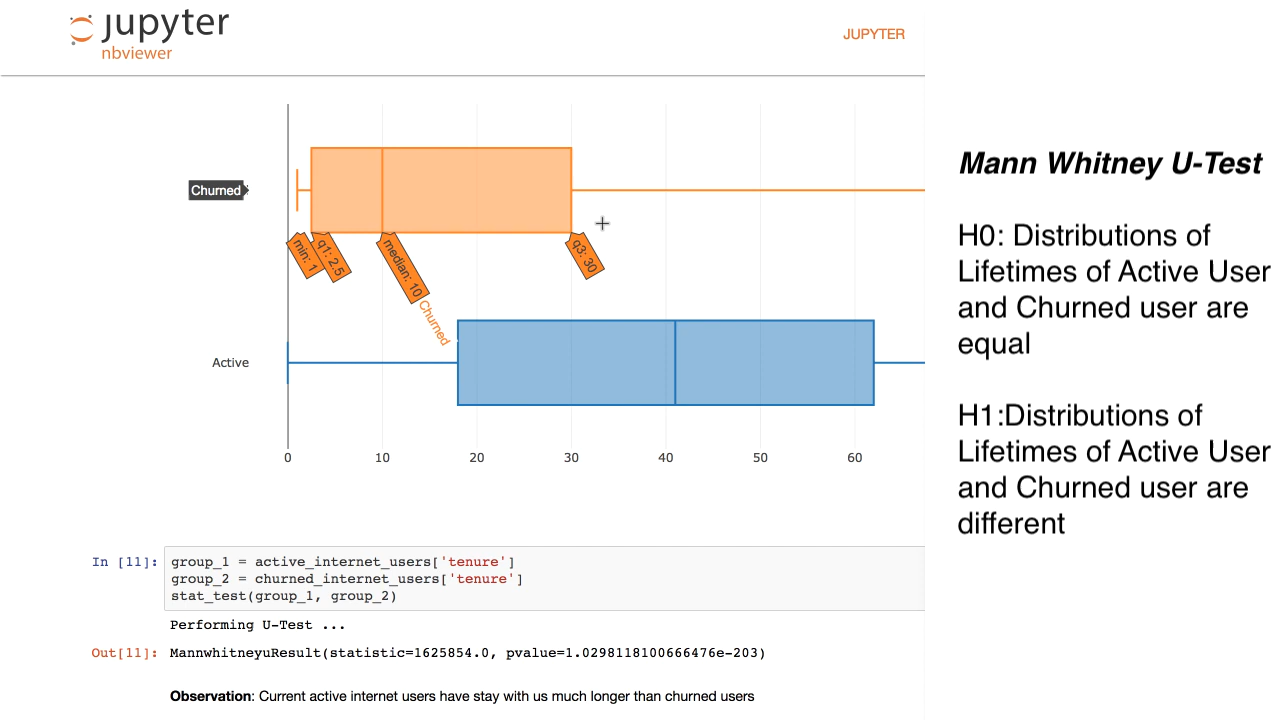 jupyter
nbviewer
JUPYTER
Churned
min: 1
q1: 2.5
median: 10
Churned
q3: 30
Active
0 10 20 30 40 50 60
In [11]:
group_1 = active_internet_users['tenure']
group_2 = churned_internet_users['tenure']
stat_test(group_1, group_2)
Performing U-Test ...
Out[11]: MannwhitneyuResult(statistic=1625854.0, pvalue=1.0298118100666476e-203)
Observation: Current active internet users have stay with us much longer than churned users
Mann Whitney U-Test
H0: Distributions of
Lifetimes of Active User
and Churned user are
equal
H1:Distributions of
Lifetimes of Active User
and Churned user are
different